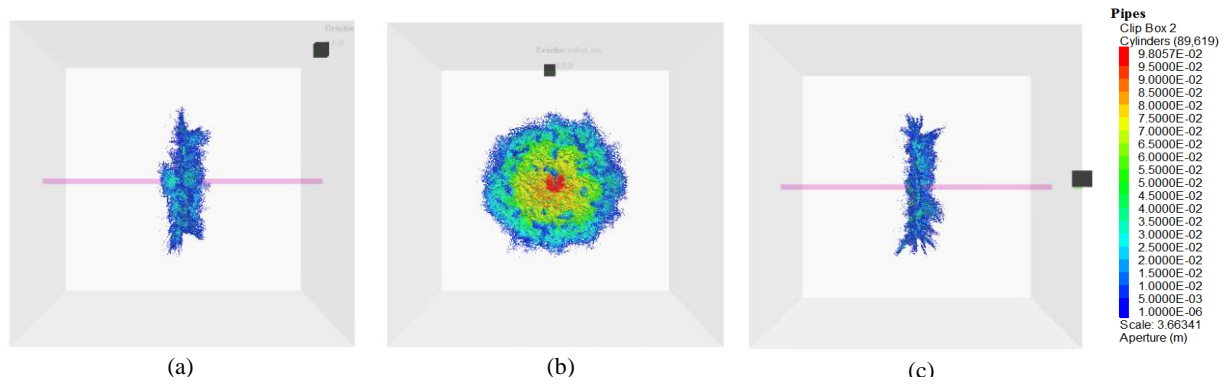 Pipes
Clip Box 2
Cylinders (89,619)
9.8057E-02
9.5000E-02
9.0000E-02
8.5000E-02
8.0000E-02
7.5000E-02
7.0000E-02
6.5000E-02
6.0000E-02
5.5000E-02
5.0000E-02
4.5000E-02
4.0000E-02
3.5000E-02
3.0000E-02
2.5000E-02
2.0000E-02
1.5000E-02
1.0000E-02
5.0000E-03
1.0000E-06
Scale: 3.66341
Aperture (m)
(a)
(b)
(c)